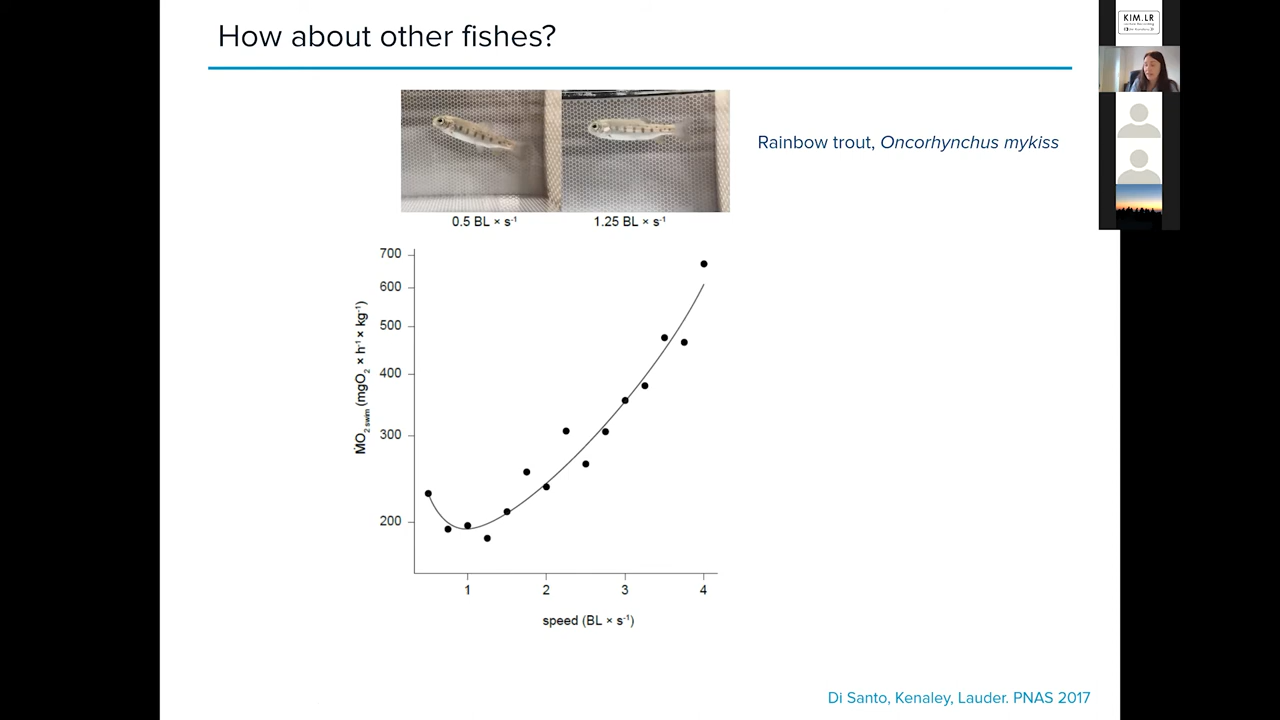 How about other fishes?
KIM.LR
Rainbow trout, Oncorhynchus mykiss
0.5 BL × s⁻¹
1.25 BL × s⁻¹
700
600
500
400
300
200
ṀO₂ swim (mgO₂ × h⁻¹ × kg⁻¹)
1
2
3
4
speed (BL × s⁻¹)
Di Santo, Kenaley, Lauder. PNAS 2017